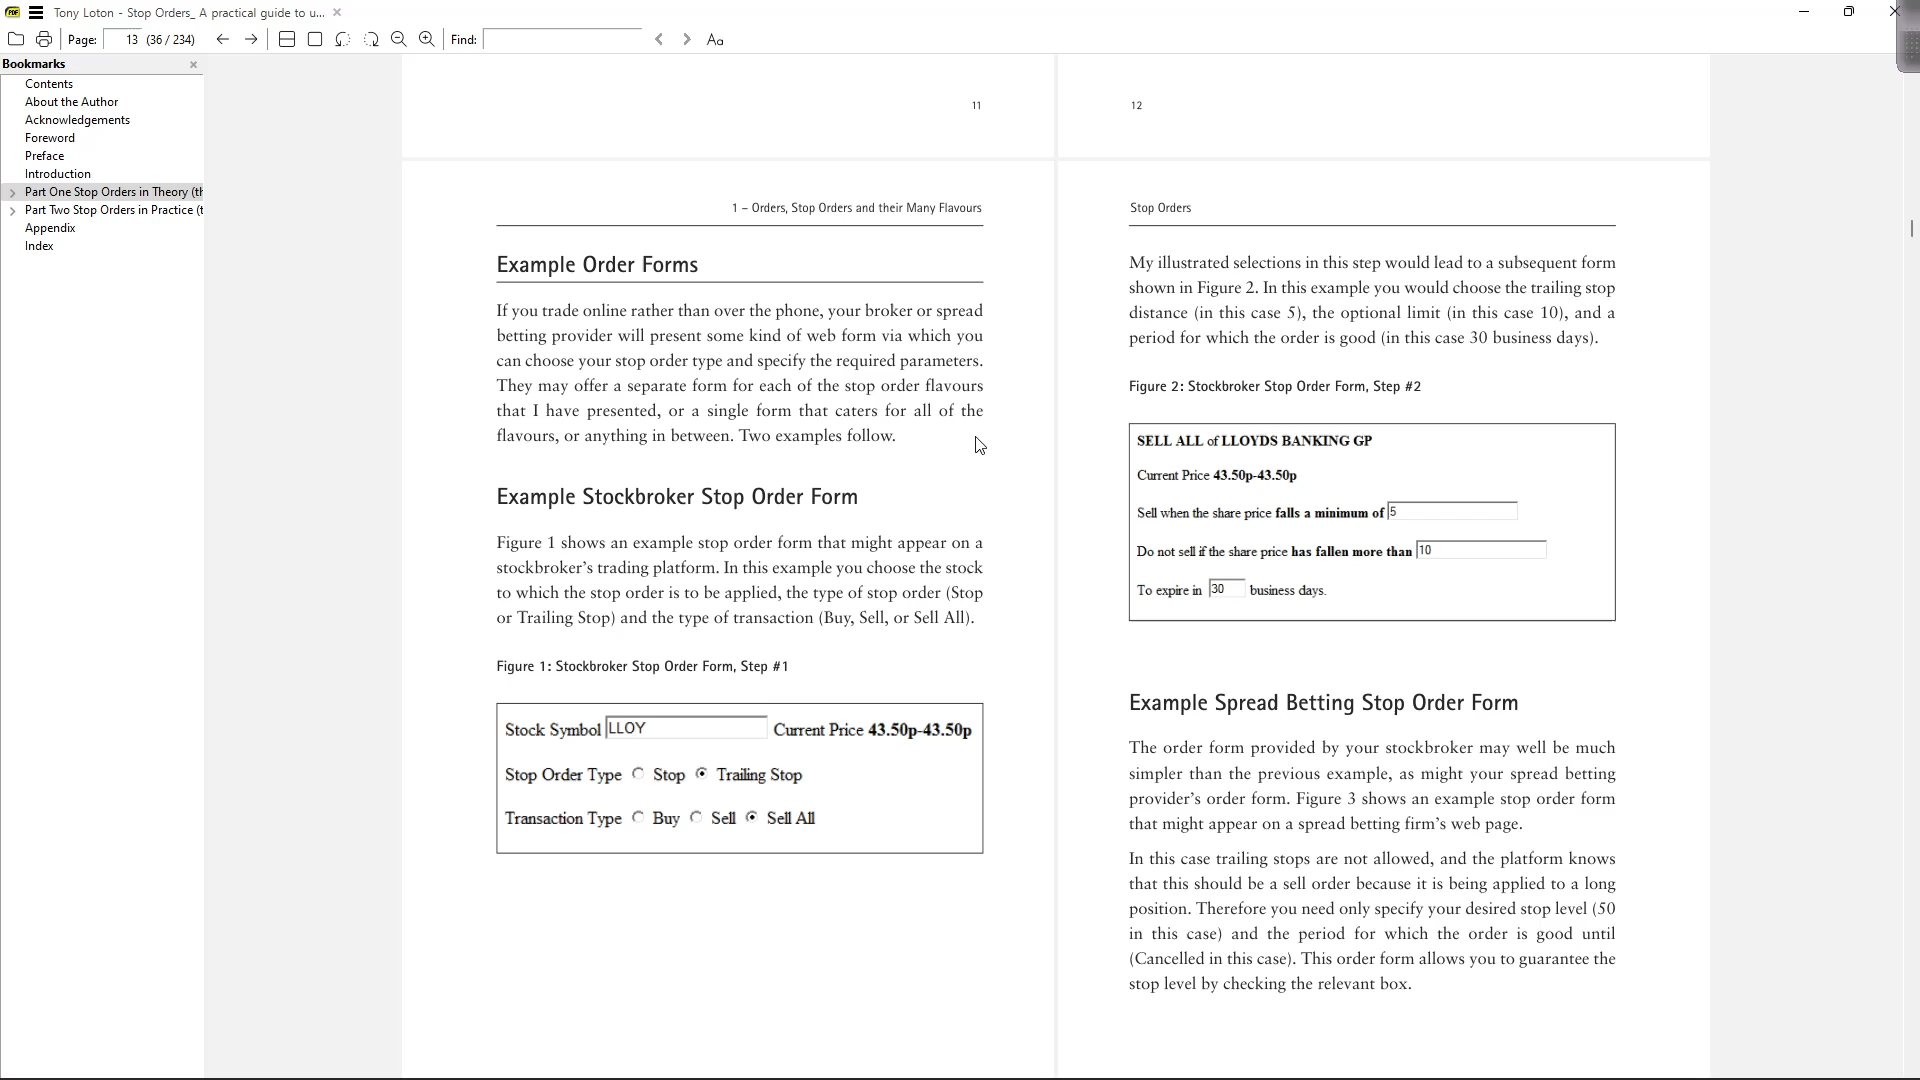 Tony Loton - Stop Orders_ A practical guide to u...
Page: 13 (36 / 234) Find: Aa
Bookmarks
Contents
About the Author
Acknowledgements
Foreword
Preface
Introduction
Part One Stop Orders in Theory (th
Part Two Stop Orders in Practice (t
Appendix
Index
11
12
1 – Orders, Stop Orders and their Many Flavours
Example Order Forms
If you trade online rather than over the phone, your broker or spread
betting provider will present some kind of web form via which you
can choose your stop order type and specify the required parameters.
They may offer a separate form for each of the stop order flavours
that I have presented, or a single form that caters for all of the
flavours, or anything in between. Two examples follow.
Example Stockbroker Stop Order Form
Figure 1 shows an example stop order form that might appear on a
stockbroker's trading platform. In this example you choose the stock
to which the stop order is to be applied, the type of stop order (Stop
or Trailing Stop) and the type of transaction (Buy, Sell, or Sell All).
Figure 1: Stockbroker Stop Order Form, Step #1
Stock Symbol LLOY Current Price 43.50p-43.50p
Stop Order Type Stop Trailing Stop
Transaction Type Buy Sell Sell All
Stop Orders
My illustrated selections in this step would lead to a subsequent form
shown in Figure 2. In this example you would choose the trailing stop
distance (in this case 5), the optional limit (in this case 10), and a
period for which the order is good (in this case 30 business days).
Figure 2: Stockbroker Stop Order Form, Step #2
SELL ALL of LLOYDS BANKING GP
Current Price 43.50p-43.50p
Sell when the share price falls a minimum of 5
Do not sell if the share price has fallen more than 10
To expire in 30 business days.
Example Spread Betting Stop Order Form
The order form provided by your stockbroker may well be much
simpler than the previous example, as might your spread betting
provider's order form. Figure 3 shows an example stop order form
that might appear on a spread betting firm's web page.
In this case trailing stops are not allowed, and the platform knows
that this should be a sell order because it is being applied to a long
position. Therefore you need only specify your desired stop level (50
in this case) and the period for which the order is good until
(Cancelled in this case). This order form allows you to guarantee the
stop level by checking the relevant box.